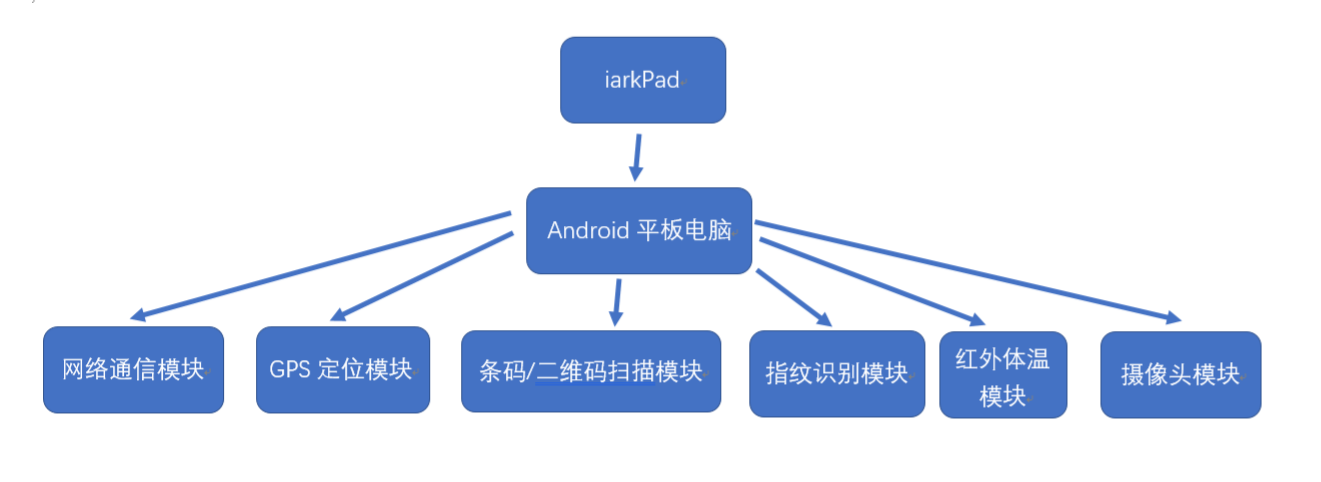 iarkPad
Android 平板电脑
网络通信模块
GPS 定位模块
条码/二维码扫描模块
指纹识别模块
红外体温
模块
摄像头模块